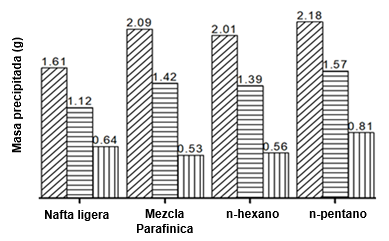 Masa precipitada (g)
1.61
1.12
0.64
2.09
1.42
0.53
2.01
1.39
0.56
2.18
1.57
0.81
Nafta ligera
Mezcla
Parafinica
n-hexano
n-pentano